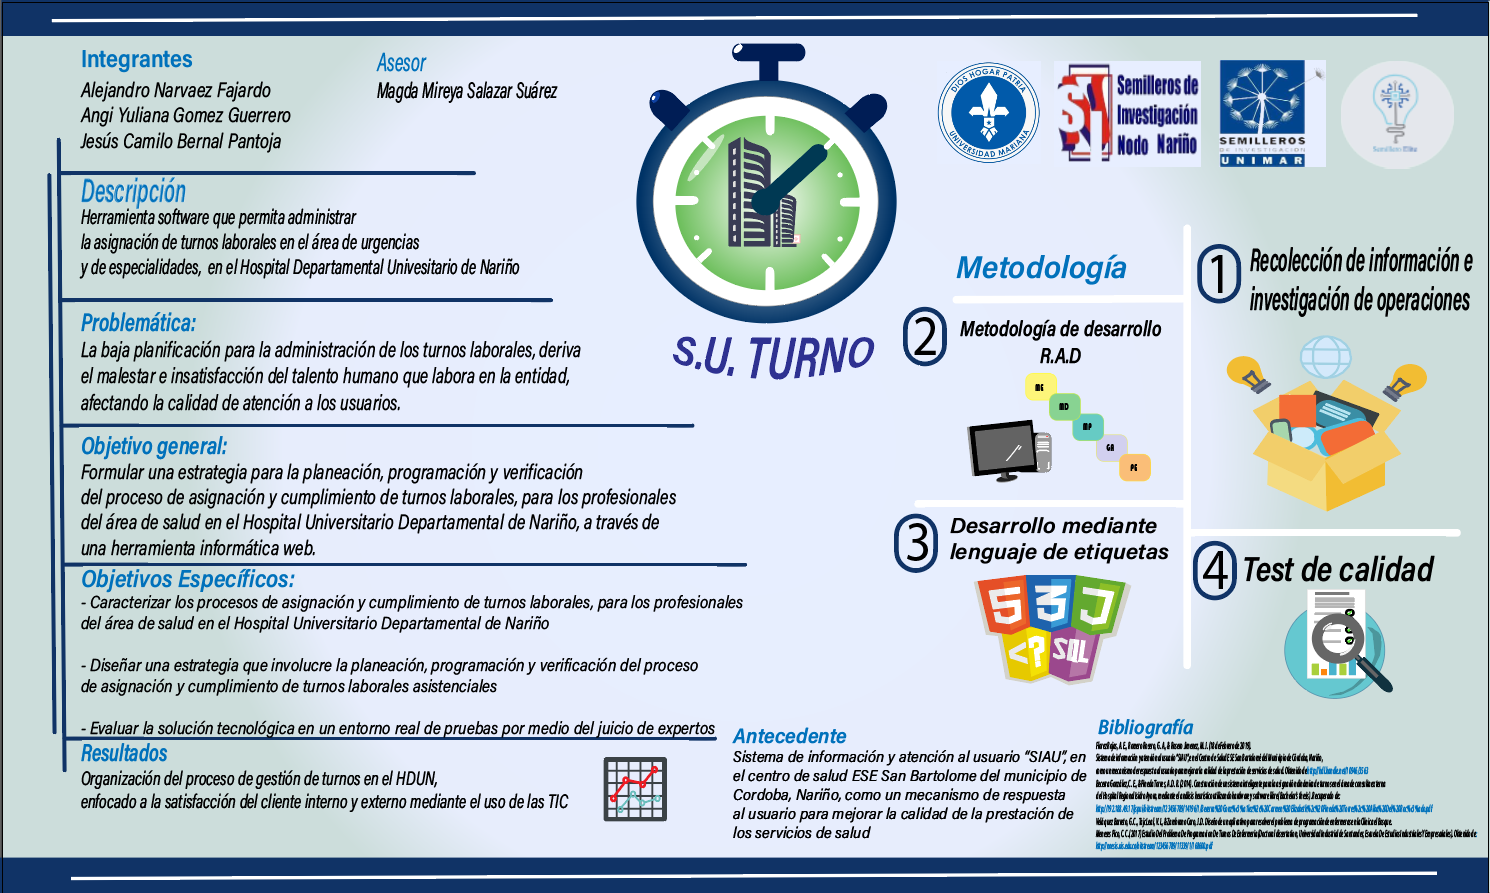 Integrantes
Alejandro Narvaez Fajardo
Angi Yuliana Gomez Guerrero
Jesús Camilo Bernal Pantoja
Asesor
Magda Mireya Salazar Suárez
Descripción
Herramienta software que permita administrar
la asignación de turnos laborales en el área de urgencias
y de especialidades, en el Hospital Departamental Univesitario de Nariño
Problemática:
La baja planificación para la administración de los turnos laborales, deriva
el malestar e insatisfacción del talento humano que labora en la entidad,
afectando la calidad de atención a los usuarios.
Objetivo general:
Formular una estrategia para la planeación, programación y verificación
del proceso de asignación y cumplimiento de turnos laborales, para los profesionales
del área de salud en el Hospital Universitario Departamental de Nariño, a través de
una herramienta informática web.
Objetivos Específicos:
- Caracterizar los procesos de asignación y cumplimiento de turnos laborales, para los profesionales
del área de salud en el Hospital Universitario Departamental de Nariño
- Diseñar una estrategia que involucre la planeación, programación y verificación del proceso
de asignación y cumplimiento de turnos laborales asistenciales
- Evaluar la solución tecnológica en un entorno real de pruebas por medio del juicio de expertos
Resultados
Organización del proceso de gestión de turnos en el HDUN,
enfocado a la satisfacción del cliente interno y externo mediante el uso de las TIC
S.U. TURNO
DIOS HOGAR PATRIA
UNIVERSIDAD MARIANA
Semilleros de
Investigación
Nodo Nariño
SEMILLEROS
DE INVESTIGACIÓN
UNIMAR
Metodología
1
Recolección de información e
investigación de operaciones
2
Metodología de desarrollo
R.A.D
ME
MD
MP
GA
PE
3
Desarrollo mediante
lenguaje de etiquetas
5
3
J
<?
SQL
4
Test de calidad
Antecedente
Sistema de información y atención al usuario “SIAU”, en
el centro de salud ESE San Bartolome del municipio de
Cordoba, Nariño, como un mecanismo de respuesta
al usuario para mejorar la calidad de la prestación de
los servicios de salud
Bibliografía